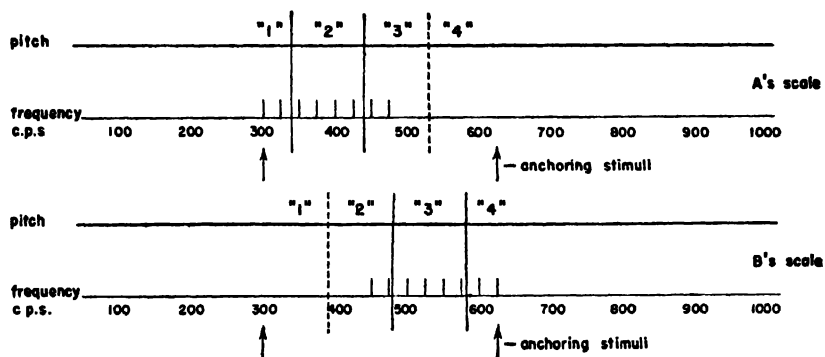 "1" "2" "3" "4"
pitch
A's scale
frequency
c.p.s 100 200 300 400 500 600 700 800 900 1000
anchoring stimuli
"1" "2" "3" "4"
pitch
B's scale
frequency
c p.s. 100 200 300 400 500 600 700 800 900 1000
anchoring stimuli